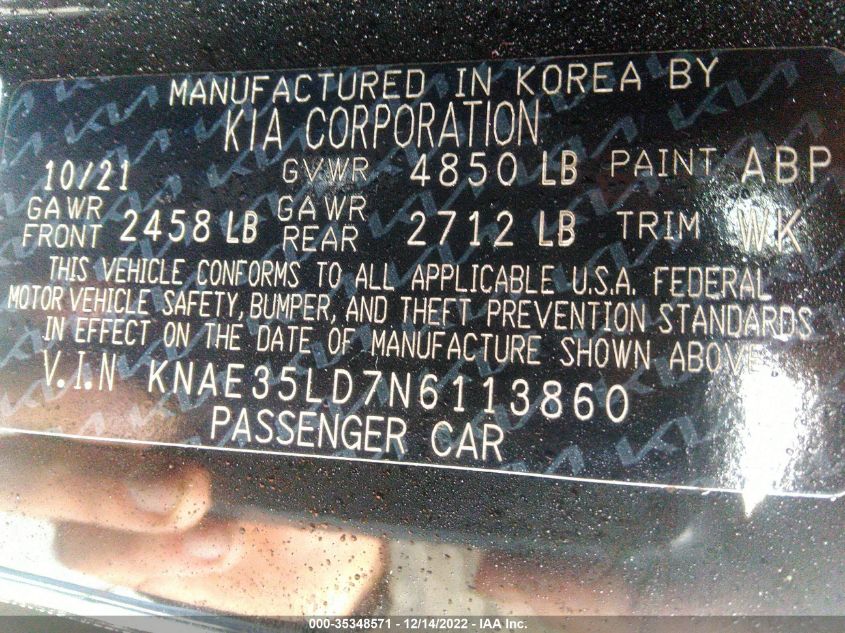 MANUFACTURED IN KOREA BY
KIA CORPORATION
10/21 GVWR 4850 LB PAINT ABP
GAWR FRONT 2458 LB GAWR REAR 2712 LB TRIM WK
THIS VEHICLE CONFORMS TO ALL APPLICABLE U.S.A. FEDERAL
MOTOR VEHICLE SAFETY, BUMPER, AND THEFT PREVENTION STANDARDS
IN EFFECT ON THE DATE OF MANUFACTURE SHOWN ABOVE.
V.I.N KNAE35LD7N6113860
PASSENGER CAR
000-35348571 - 12/14/2022 - IAA Inc.